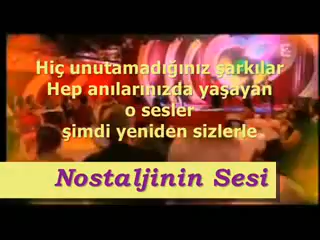 Hiç unutamadığınız şarkılar
Hep anılarınızda yaşayan
o sesler
şimdi yeniden sizlerle
Nostaljinin Sesi